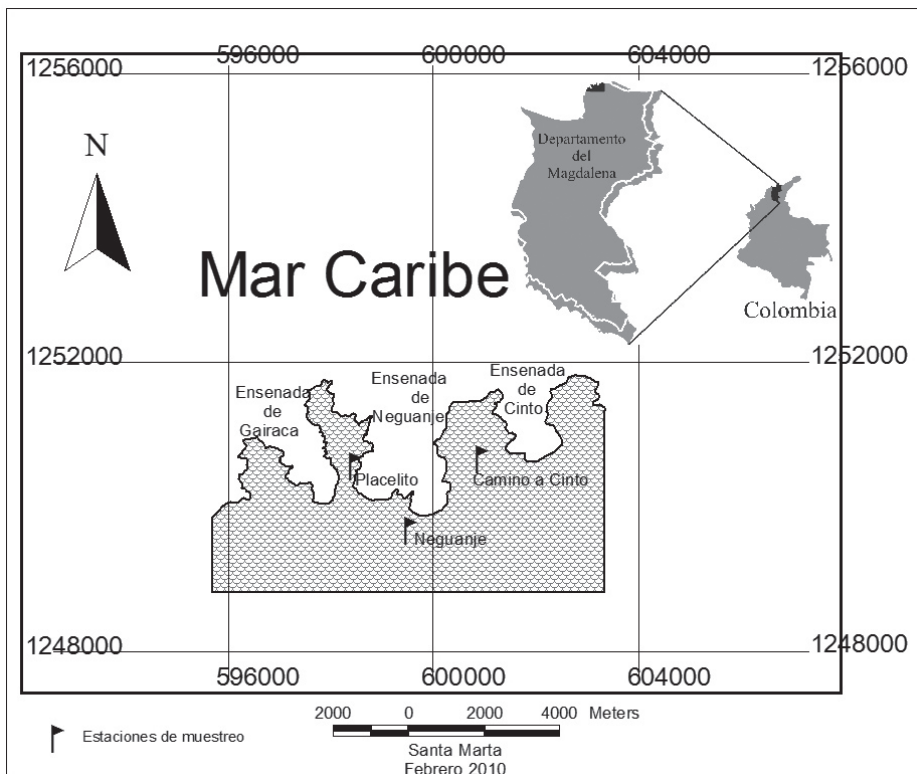 596000 600000 604000
1256000 1256000
N
Departamento
del
Magdalena
Mar Caribe
Colombia
1252000 1252000
Ensenada
de
Gairaca
Ensenada
de
Neguanje
Ensenada
de
Cinto
Placelito
Camino a Cinto
Neguanje
1248000 1248000
596000 600000 604000
Estaciones de muestreo
2000 0 2000 4000 Meters
Santa Marta
Febrero 2010